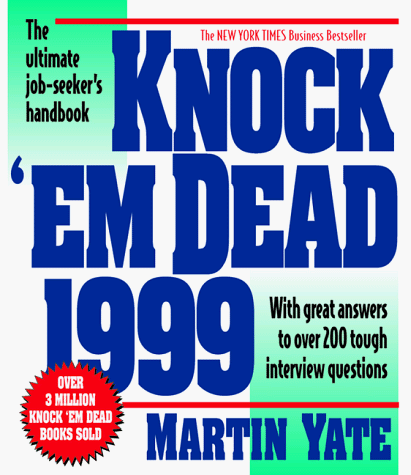 The
ultimate
job-seeker's
handbook
The NEW YORK TIMES Business Bestseller
KNOCK
'EM DEAD
1999
With great answers
to over 200 tough
interview questions
OVER
3 MILLION
KNOCK 'EM DEAD
BOOKS SOLD
MARTIN YATE